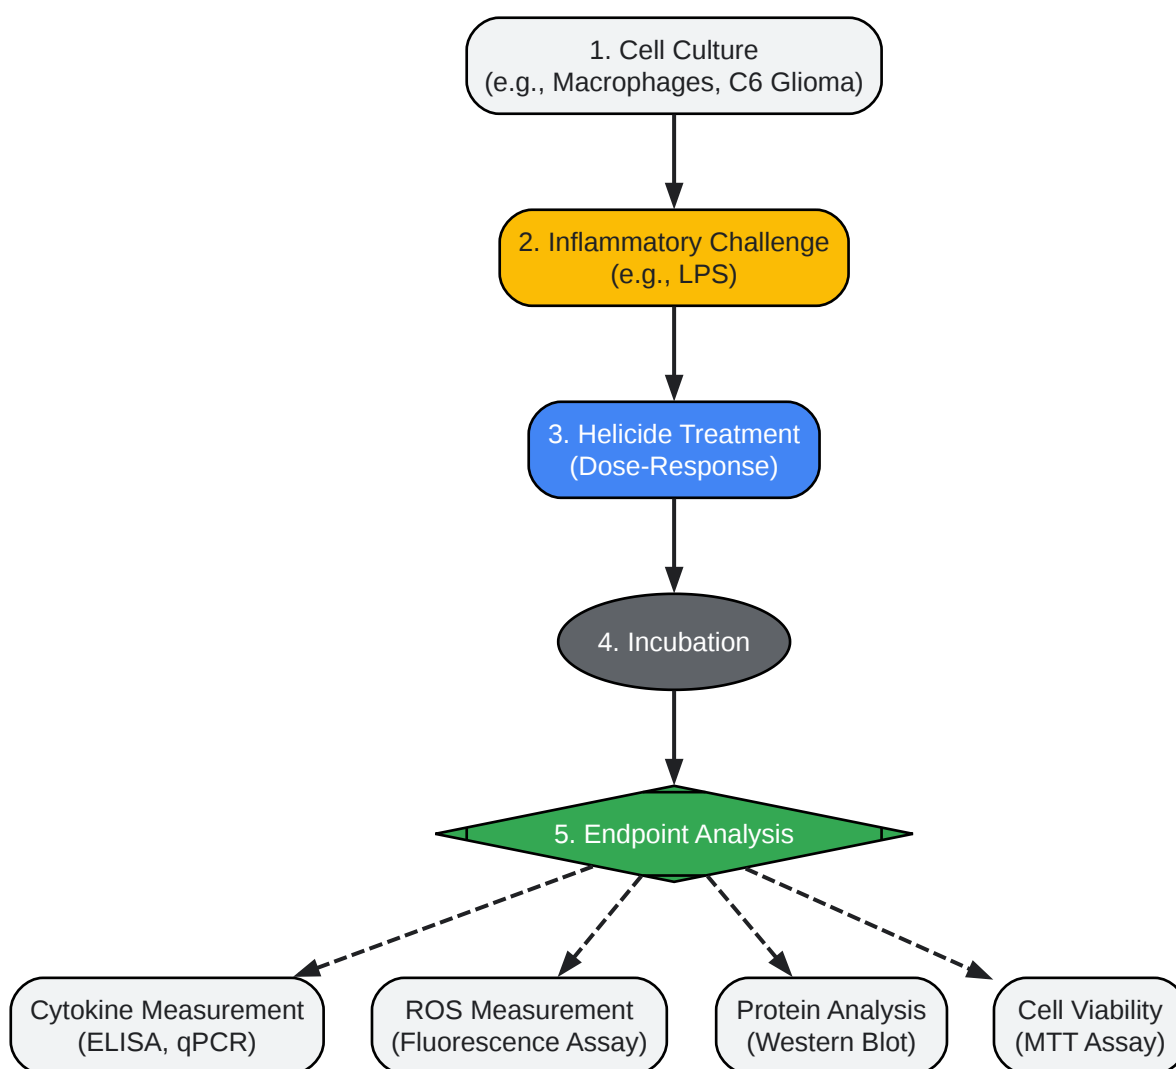 1. Cell Culture
(e.g., Macrophages, C6 Glioma)
2. Inflammatory Challenge
(e.g., LPS)
3. Helicide Treatment
(Dose-Response)
4. Incubation
5. Endpoint Analysis
Cytokine Measurement
(ELISA, qPCR)
ROS Measurement
(Fluorescence Assay)
Protein Analysis
(Western Blot)
Cell Viability
(MTT Assay)